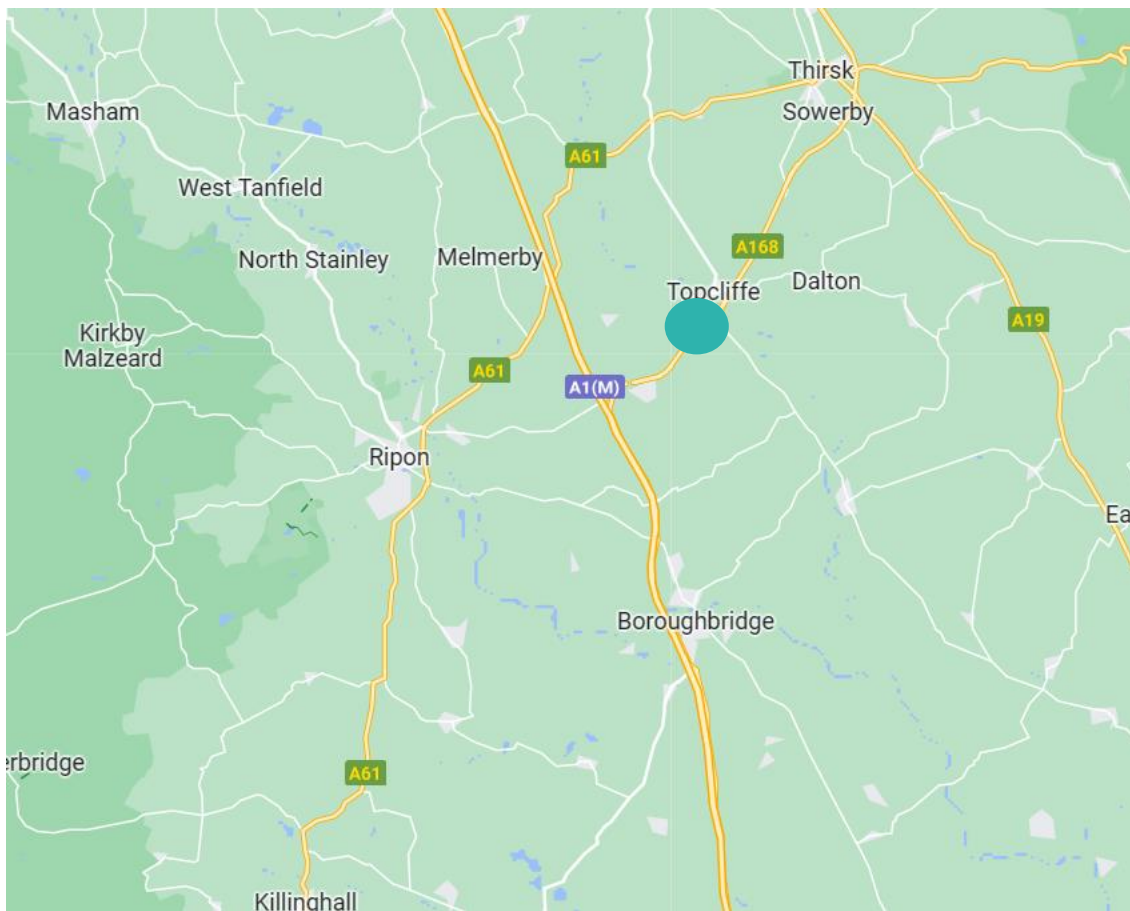 Thirsk
Masham
Sowerby
A61
West Tanfield
A168
North Stainley
Melmerby
Topcliffe
Dalton
A19
Kirkby
Malzeard
A61
A1(M)
Ripon
Ea
Boroughbridge
erbridge
A61
Killinghall